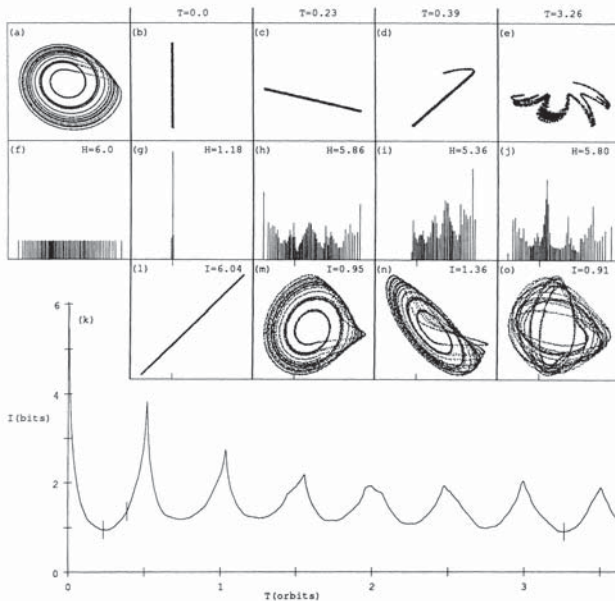 T=0.0 T=0.23 T=0.39 T=3.26
(a) (b) (c) (d) (e)
(f) H=6.0 (g) H=1.18 (h) H=5.86 (i) H=5.36 (j) H=5.80
(l) I=6.04 (m) I=0.95 (n) I=1.36 (o) I=0.91
6
(k)
4
I(bits)
2
0
0 1 2 3
T(orbits)